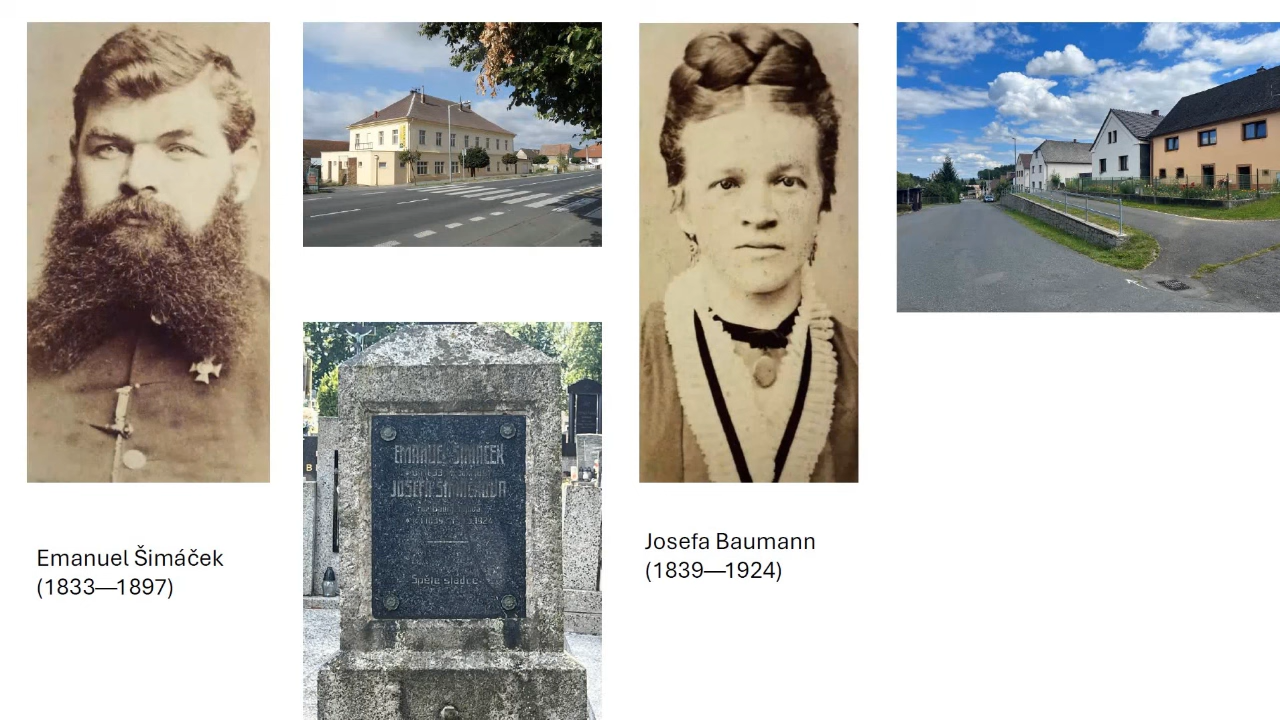 Emanuel Šimáček
(1833—1897)
EMANUEL ŠIMÁČEK
JOSEFA ŠIMÁČKOVÁ
Spěte sladce
Josefa Baumann
(1839—1924)
B